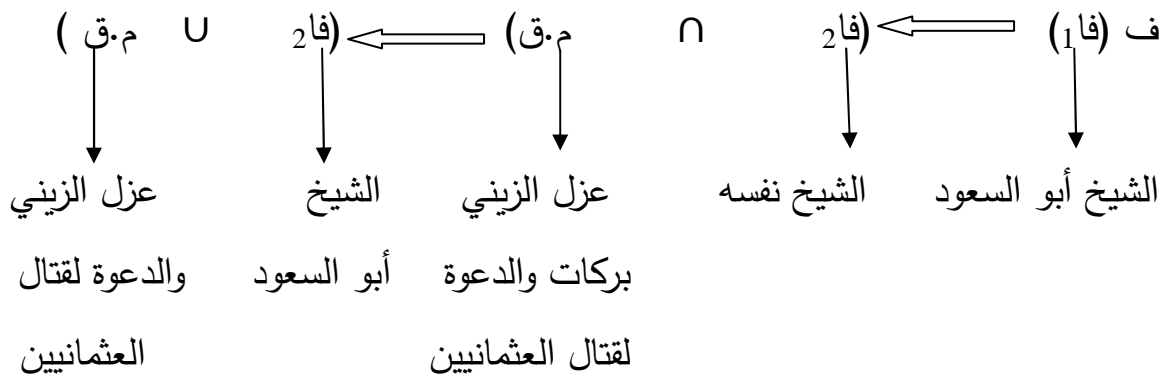 ف (فا1) (فا2 ∩ م.ق) (فا2 ∪ م.ق )
الشيخ أبو السعود الشيخ نفسه عزل الزيني الشيخ عزل الزيني
بركات والدعوة أبو السعود والدعوة لقتال
لقتال العثمانيين العثمانيين